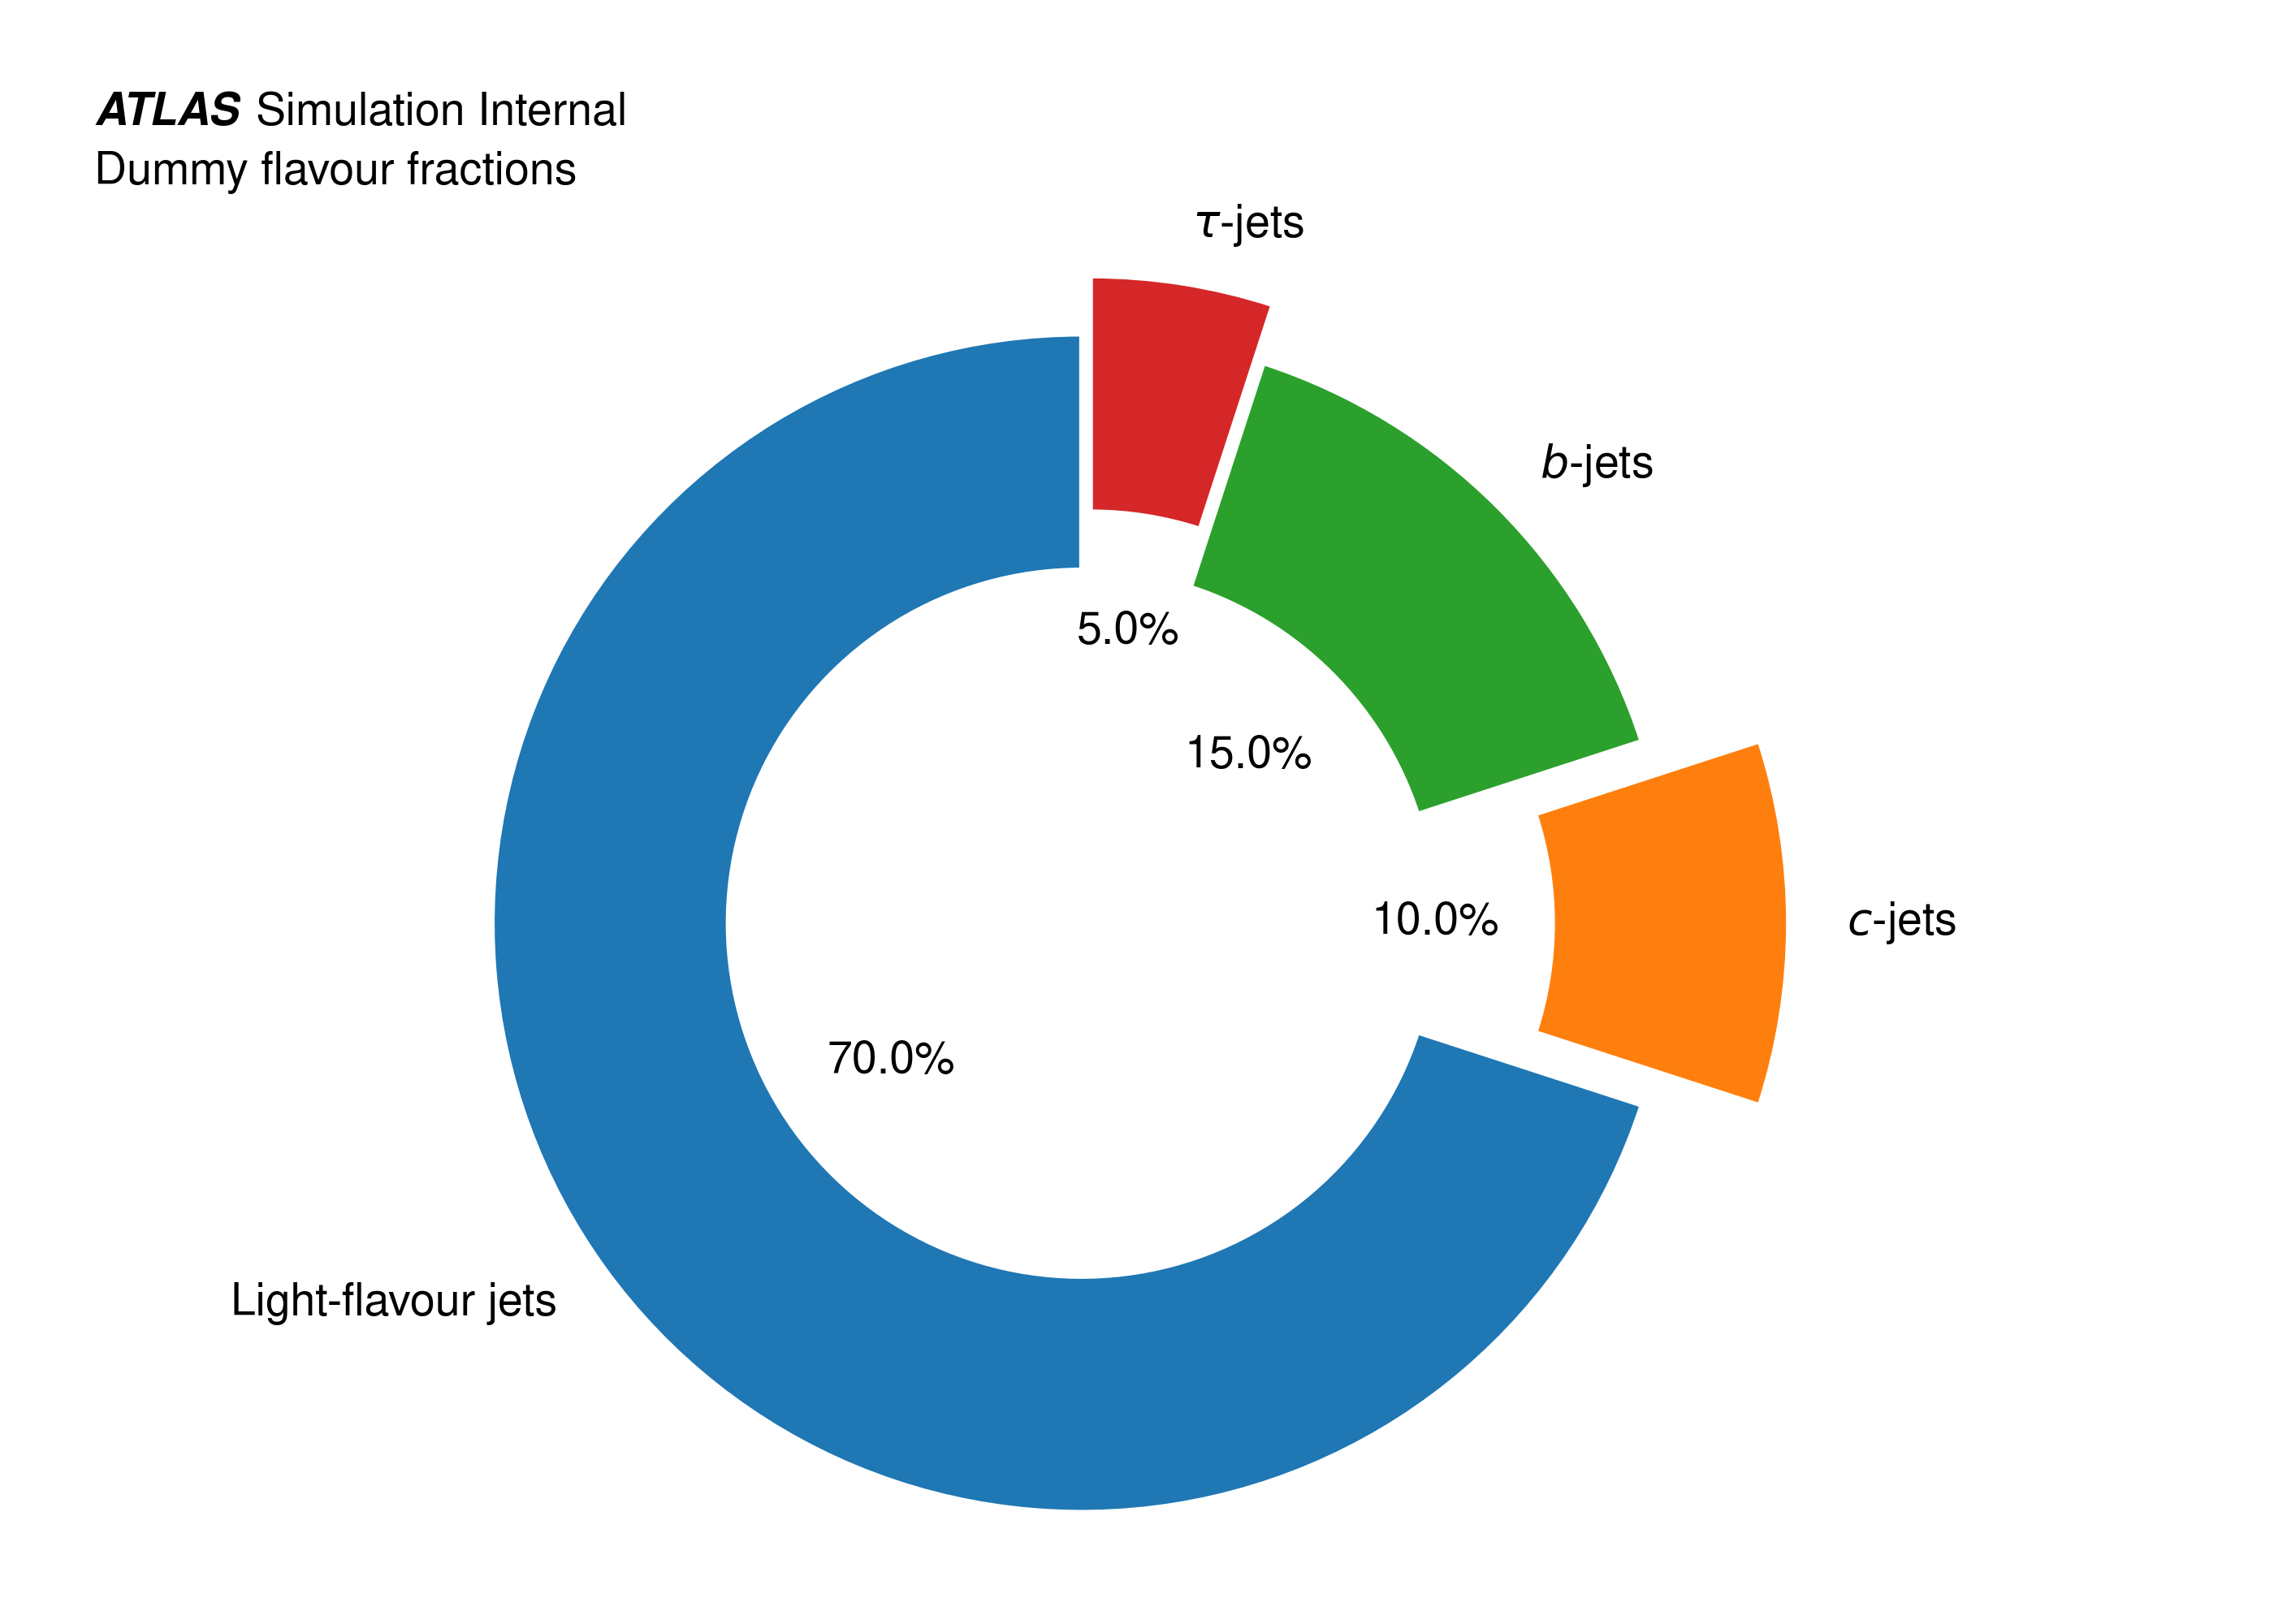 ATLAS Simulation Internal
Dummy flavour fractions
τ-jets
b-jets
5.0%
15.0%
10.0%
c-jets
70.0%
Light-flavour jets